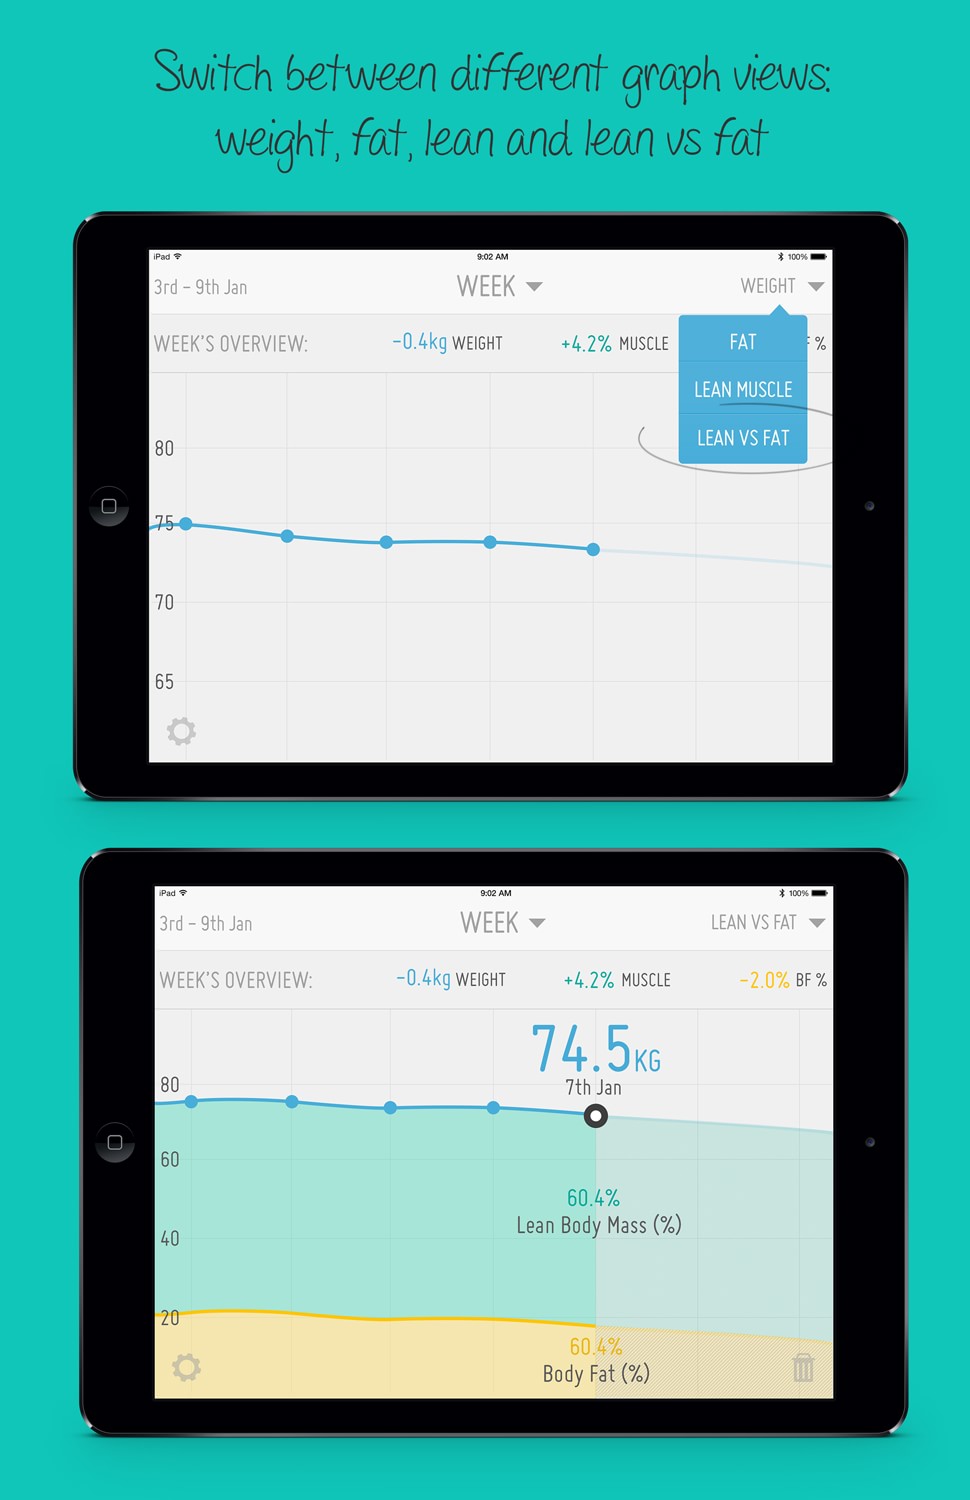 Switch between different graph views:
weight, fat, lean and lean vs fat
iPad 9:02 AM 100%
3rd – 9th Jan WEEK WEIGHT
WEEK'S OVERVIEW: -0.4kg WEIGHT +4.2% MUSCLE F %
FAT
LEAN MUSCLE
LEAN VS FAT
80
75
70
65
iPad 9:02 AM 100%
3rd – 9th Jan WEEK LEAN VS FAT
WEEK'S OVERVIEW: -0.4kg WEIGHT +4.2% MUSCLE -2.0% BF %
74.5KG
7th Jan
80
60
60.4%
Lean Body Mass (%)
40
20
60.4%
Body Fat (%)